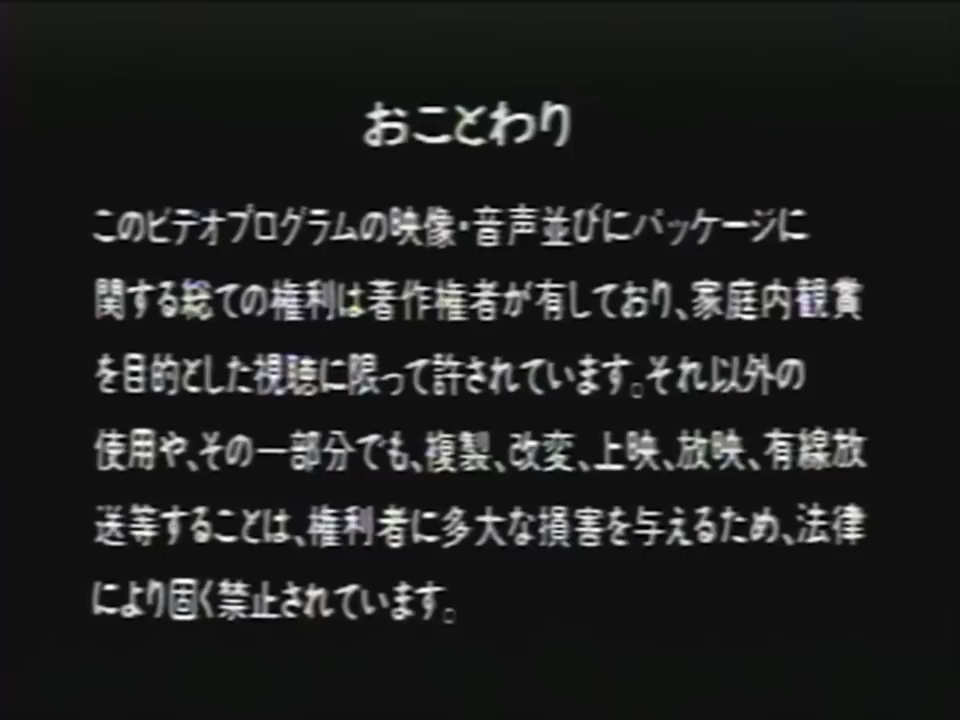 おことわり
このビデオプログラムの映像・音声並びにパッケージに
関する総ての権利は著作権者が有しており、家庭内観賞
を目的とした視聴に限って許されています。それ以外の
使用や、その一部分でも、複製、改変、上映、放映、有線放
送等することは、権利者に多大な損害を与えるため、法律
により固く禁止されています。